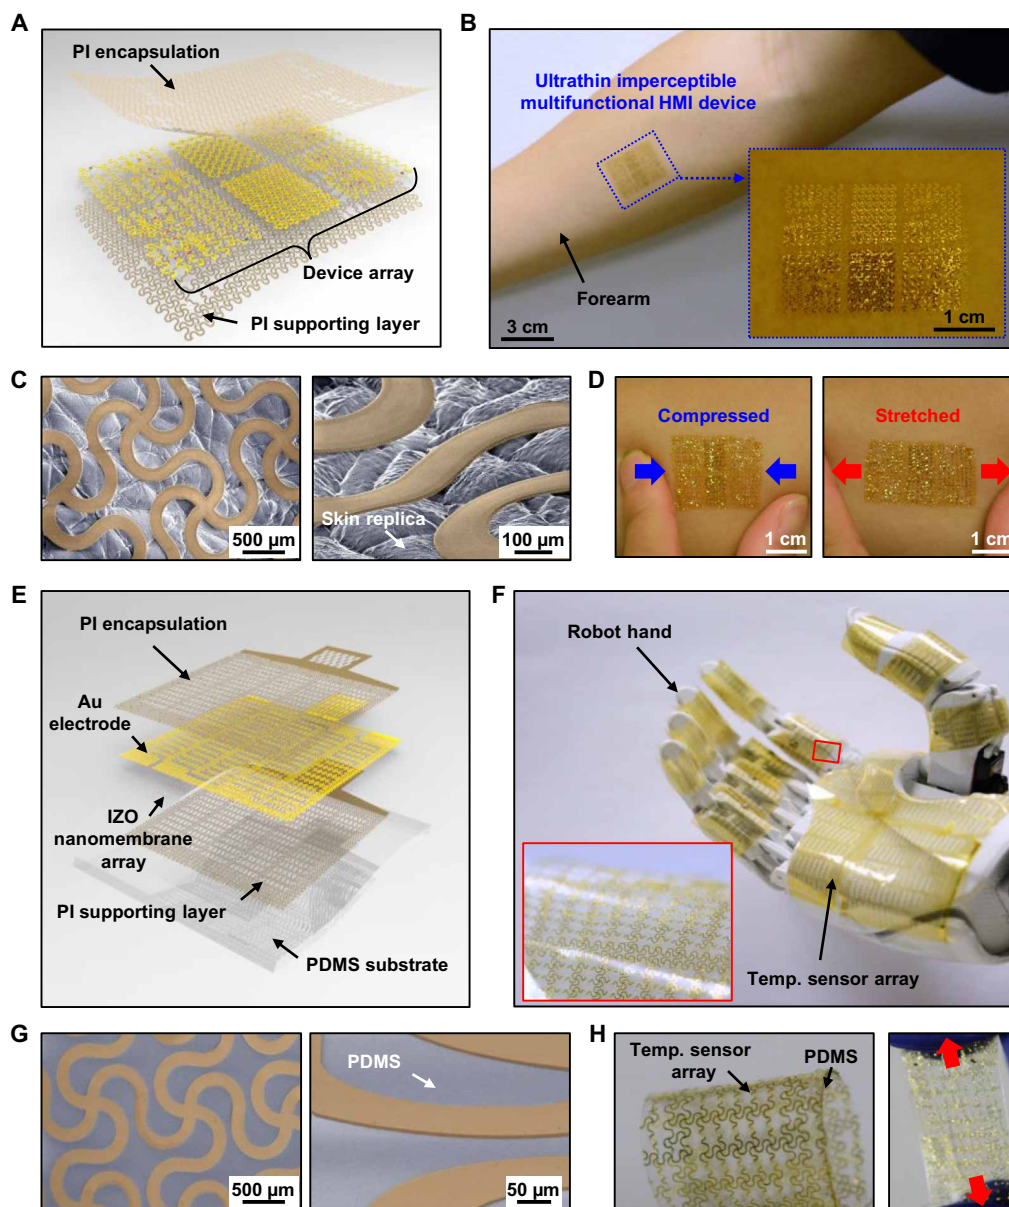 A
PI encapsulation
Device array
PI supporting layer
B
Ultrathin imperceptible
multifunctional HMI device
Forearm
3 cm
1 cm
C
500 µm
Skin replica
100 µm
D
Compressed
1 cm
Stretched
1 cm
E
PI encapsulation
Au
electrode
IZO
nanomembrane
array
PI supporting layer
PDMS substrate
F
Robot hand
Temp. sensor array
G
500 µm
PDMS
50 µm
H
Temp. sensor
array
PDMS